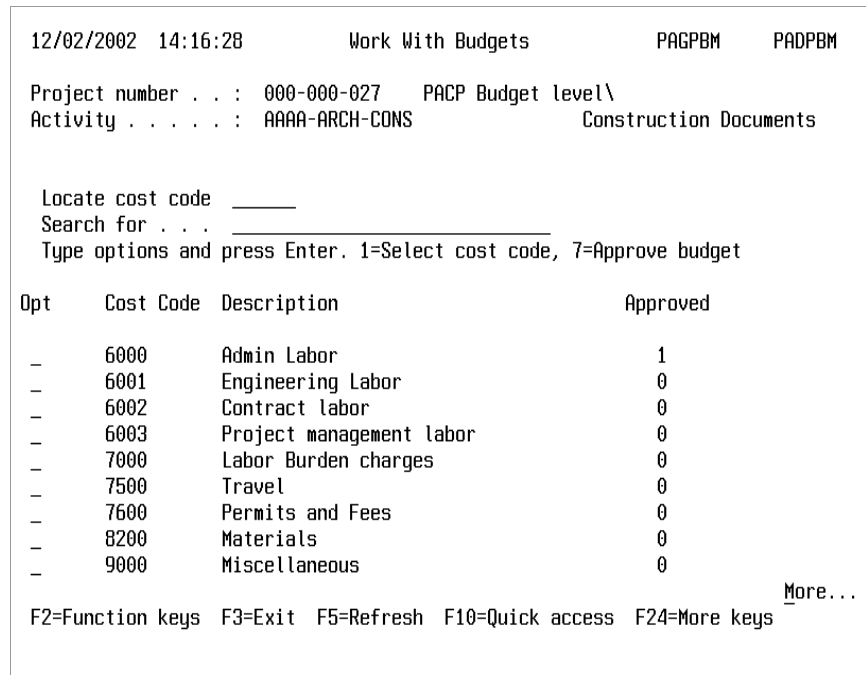 12/02/2002 14:16:28 Work With Budgets PAGPBM PADPBM
Project number . . : 000-000-027 PACP Budget level\
Activity . . . . . : AAAA-ARCH-CONS Construction Documents
Locate cost code ______
Search for . . . ______________________________
Type options and press Enter. 1=Select cost code, 7=Approve budget
Opt Cost Code Description Approved
_ 6000 Admin Labor 1
_ 6001 Engineering Labor 0
_ 6002 Contract labor 0
_ 6003 Project management labor 0
_ 7000 Labor Burden charges 0
_ 7500 Travel 0
_ 7600 Permits and Fees 0
_ 8200 Materials 0
_ 9000 Miscellaneous 0
More...
F2=Function keys F3=Exit F5=Refresh F10=Quick access F24=More keys